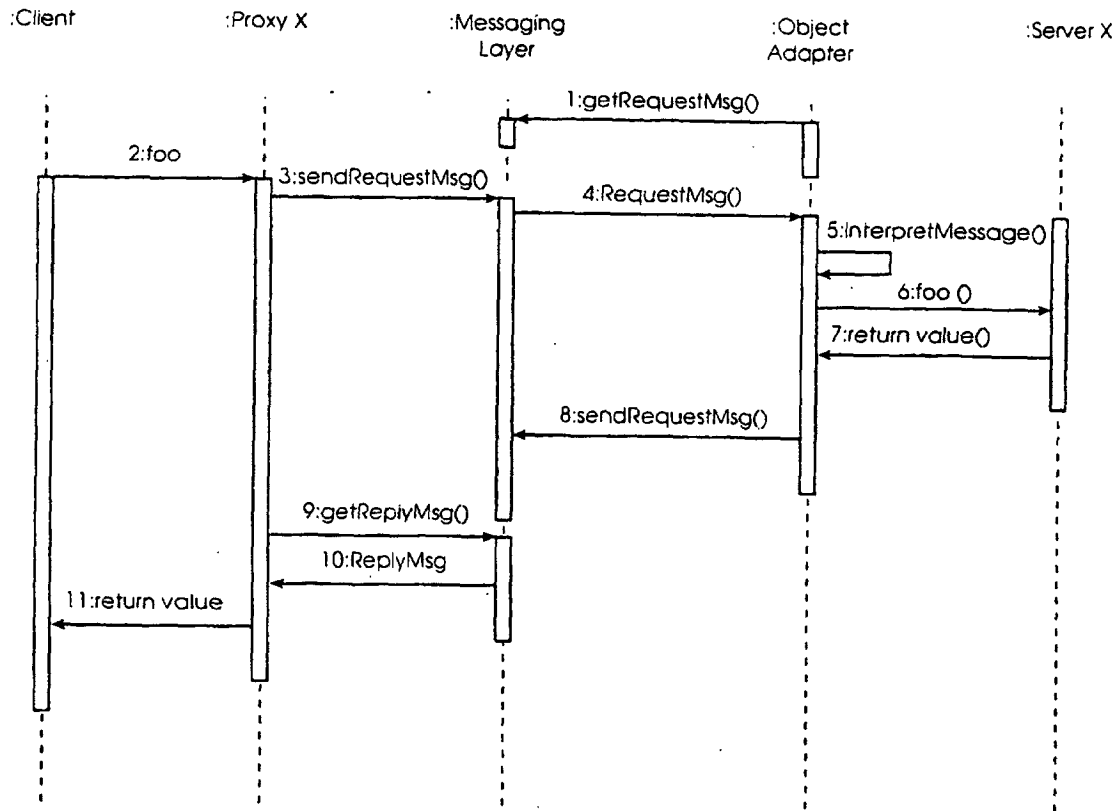 :Client
:Proxy X
:Messaging
Layer
:Object
Adapter
:Server X
1:getRequestMsg()
2:foo
3:sendRequestMsg()
4:RequestMsg()
5:InterpretMessage()
6:foo ()
7:return value()
8:sendRequestMsg()
9:getReplyMsg()
10:ReplyMsg
11:return value